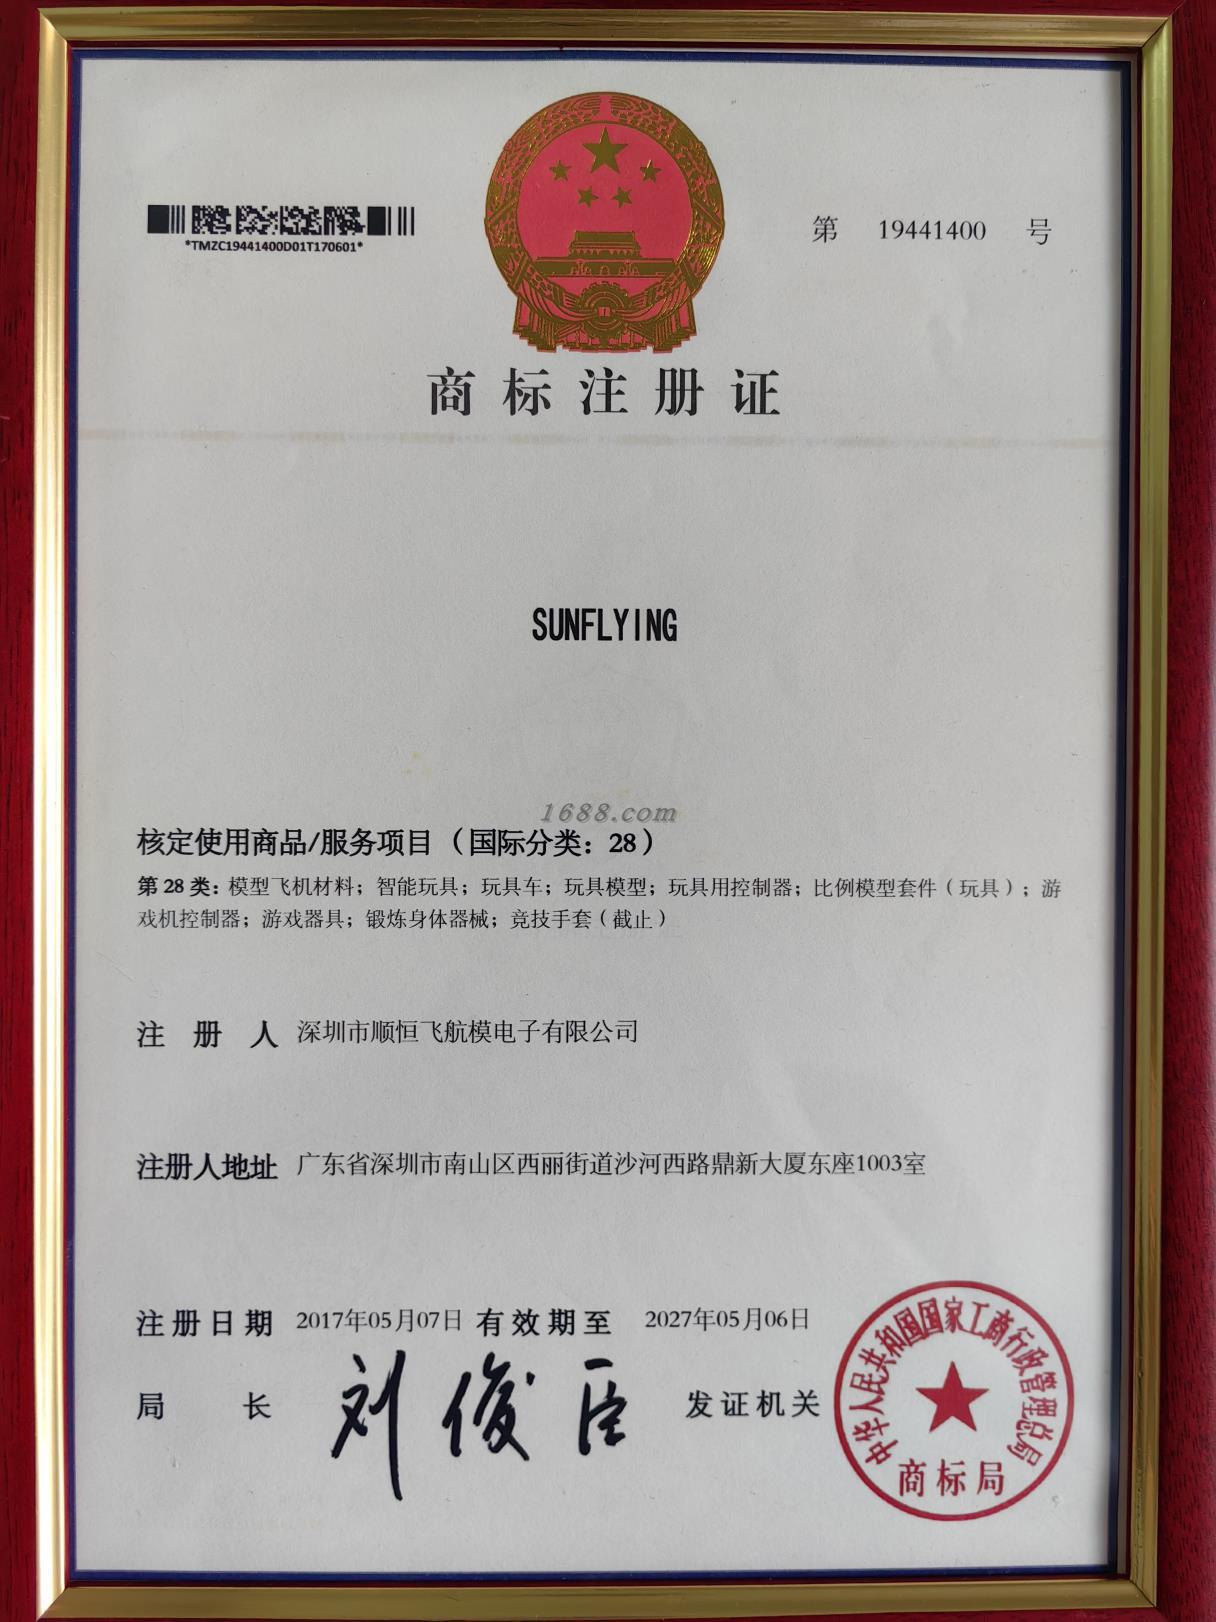 *TMZC19441400D01T170601*
第 19441400 号
商标注册证
SUNFLYING
1688.com
核定使用商品/服务项目（国际分类：28）
第28类：模型飞机材料；智能玩具；玩具车；玩具模型；玩具用控制器；比例模型套件（玩具）；游
戏机控制器；游戏器具；锻炼身体器械；竞技手套（截止）
注册人 深圳市顺恒飞航模电子有限公司
注册人地址 广东省深圳市南山区西丽街道沙河西路鼎新大厦东座1003室
注册日期 2017年05月07日 有效期至 2027年05月06日
局长 刘俊臣 发证机关
中华人民共和国国家工商行政管理总局
商标局